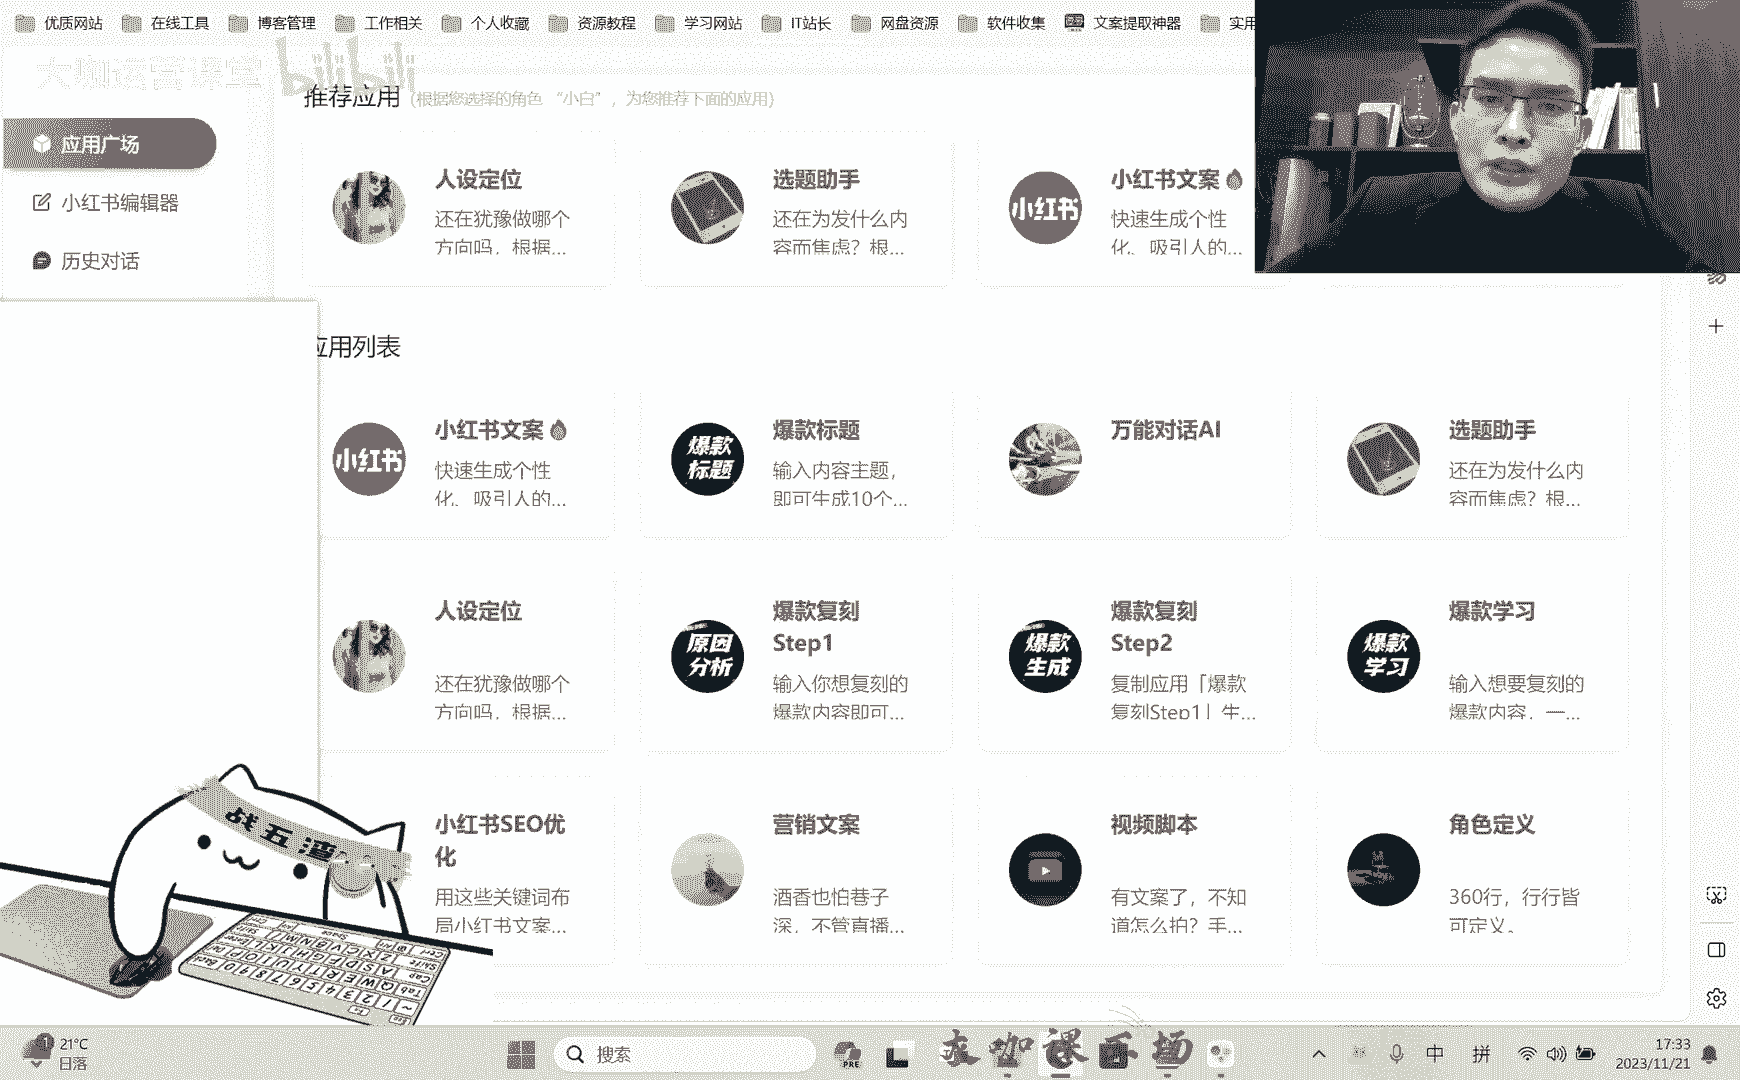 优质网站
在线工具
博客管理
工作相关
个人收藏
资源教程
学习网站
IT站长
网盘资源
软件收集
文案提取神器
实用
大咖运营课堂
bilibili
推荐应用（根据您选择的角色 “小白”，为您推荐下面的应用）
应用广场
小红书编辑器
历史对话
人设定位
还在犹豫做哪个
方向吗，根据...
选题助手
还在为发什么内
容而焦虑？根...
小红书
小红书文案
快速生成个性
化、吸引人的...
应用列表
小红书
小红书文案
快速生成个性
化、吸引人的...
爆款
标题
爆款标题
输入内容主题，
即可生成10个...
万能对话AI
选题助手
还在为发什么内
容而焦虑？根...
人设定位
还在犹豫做哪个
方向吗，根据...
原因
分析
爆款复刻
Step1
输入你想复刻的
爆款内容即可...
爆款
生成
爆款复刻
Step2
复制应用「爆款
复刻Step1」生...
爆款
学习
爆款学习
输入想要复刻的
爆款内容，一...
小红书SEO优
化
用这些关键词布
局小红书文案...
营销文案
酒香也怕巷子
深，不管直播...
视频脚本
有文案了，不知
道怎么拍？手...
角色定义
360行，行行皆
可定义。
战五渣
21°C
日落
搜索
PRE
中
拼
17:33
2023/11/21